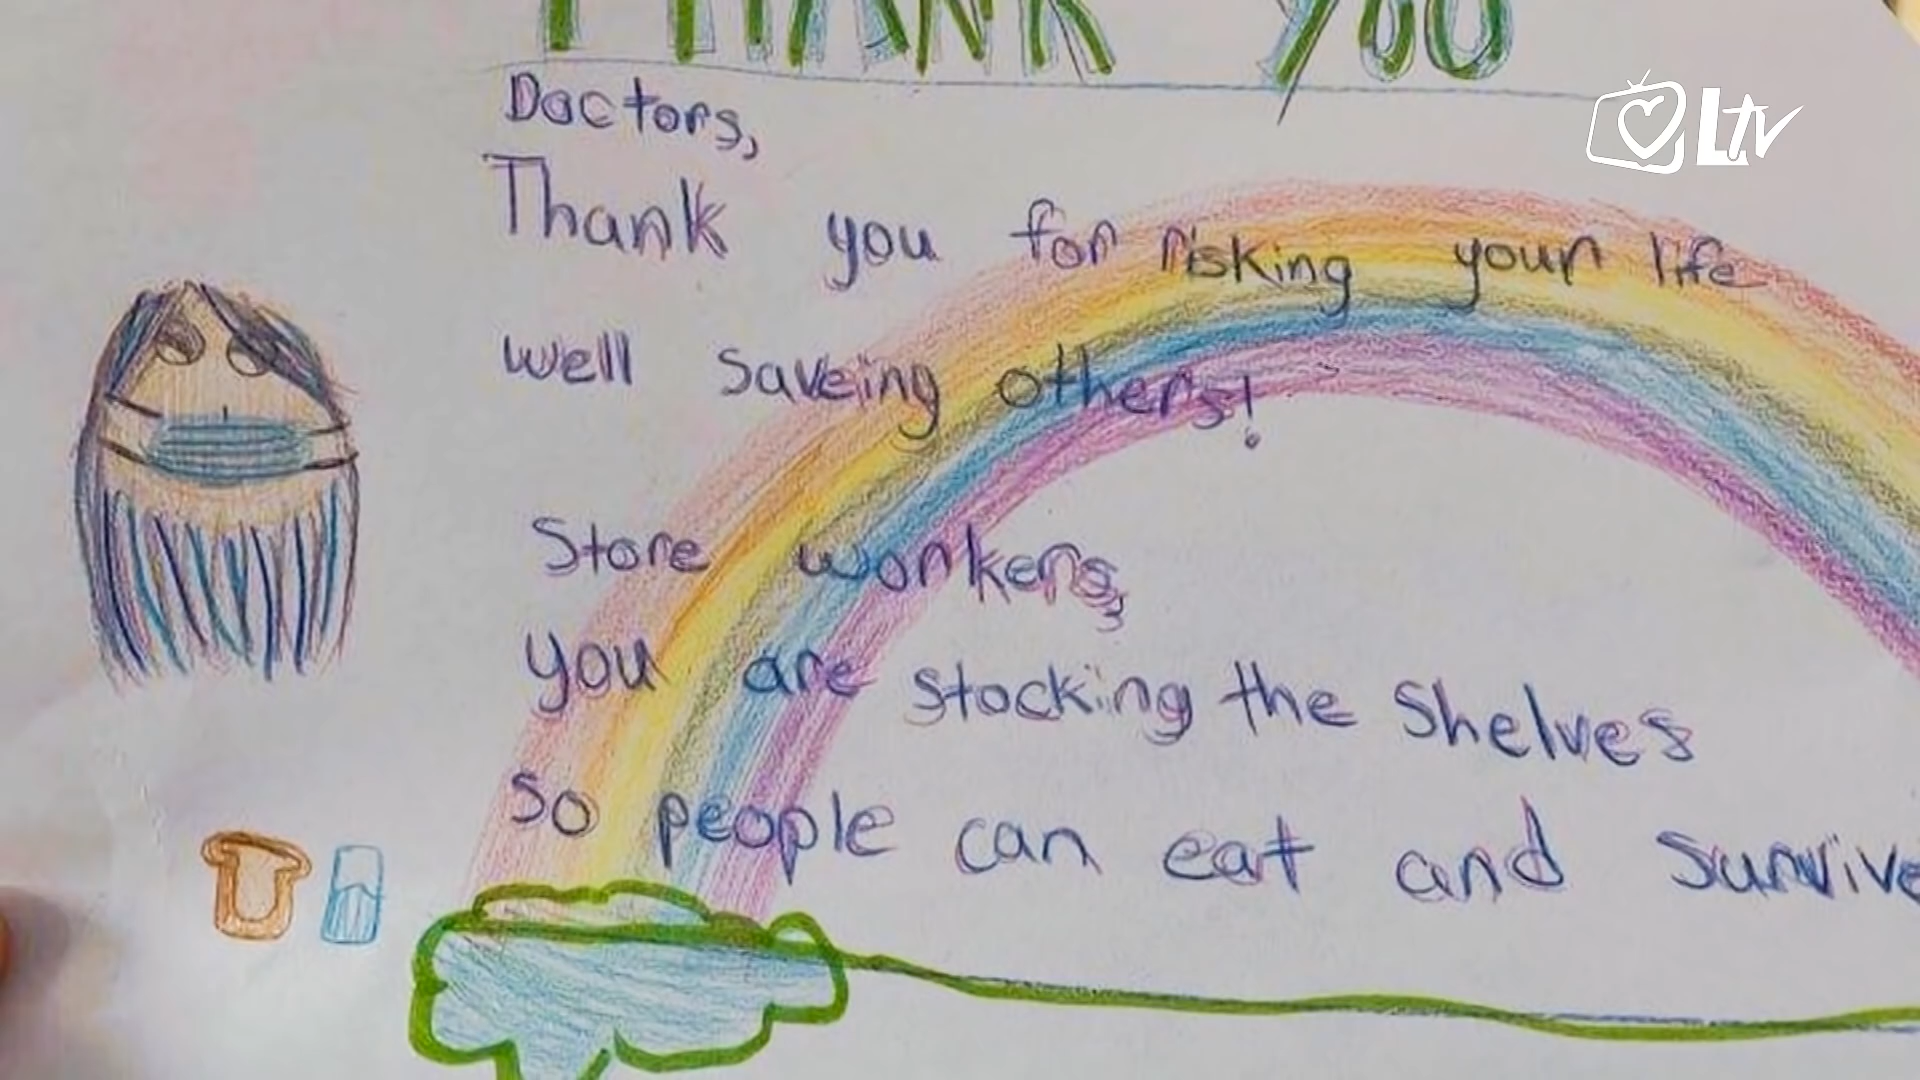 THANK YOU
LTV
Doctors,
Thank you for risking your life
well saveing others!
Store workers,
you are stocking the shelves
so people can eat and survive